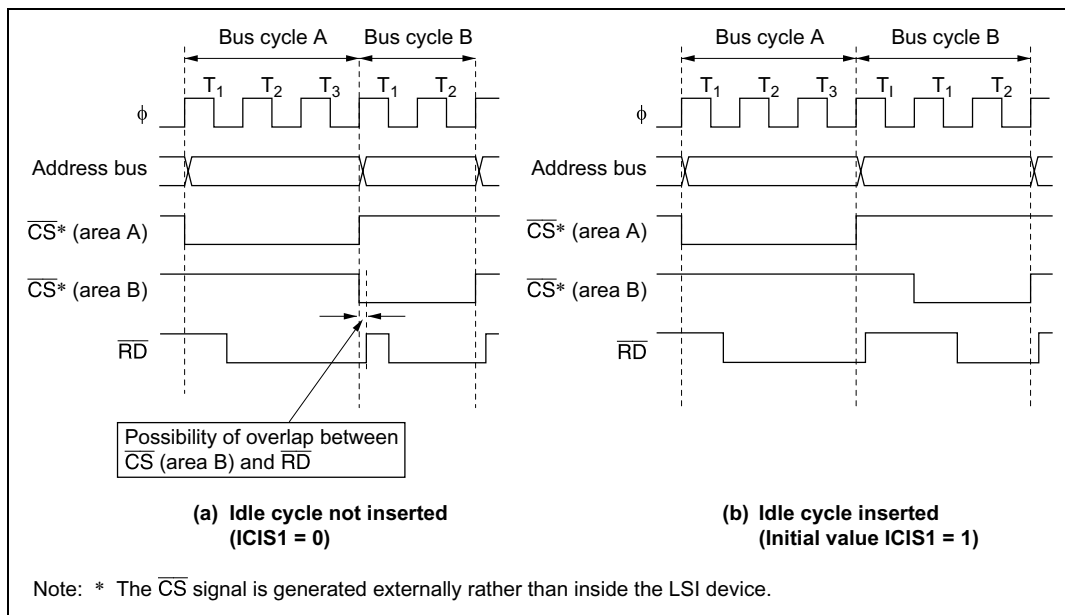 Bus cycle A Bus cycle B
T1 T2 T3 T1 T2
ϕ
Address bus
CS* (area A)
CS* (area B)
RD
Possibility of overlap between
CS (area B) and RD
(a) Idle cycle not inserted
(ICIS1 = 0)
Bus cycle A Bus cycle B
T1 T2 T3 TI T1 T2
ϕ
Address bus
CS* (area A)
CS* (area B)
RD
(b) Idle cycle inserted
(Initial value ICIS1 = 1)
Note: * The CS signal is generated externally rather than inside the LSI device.